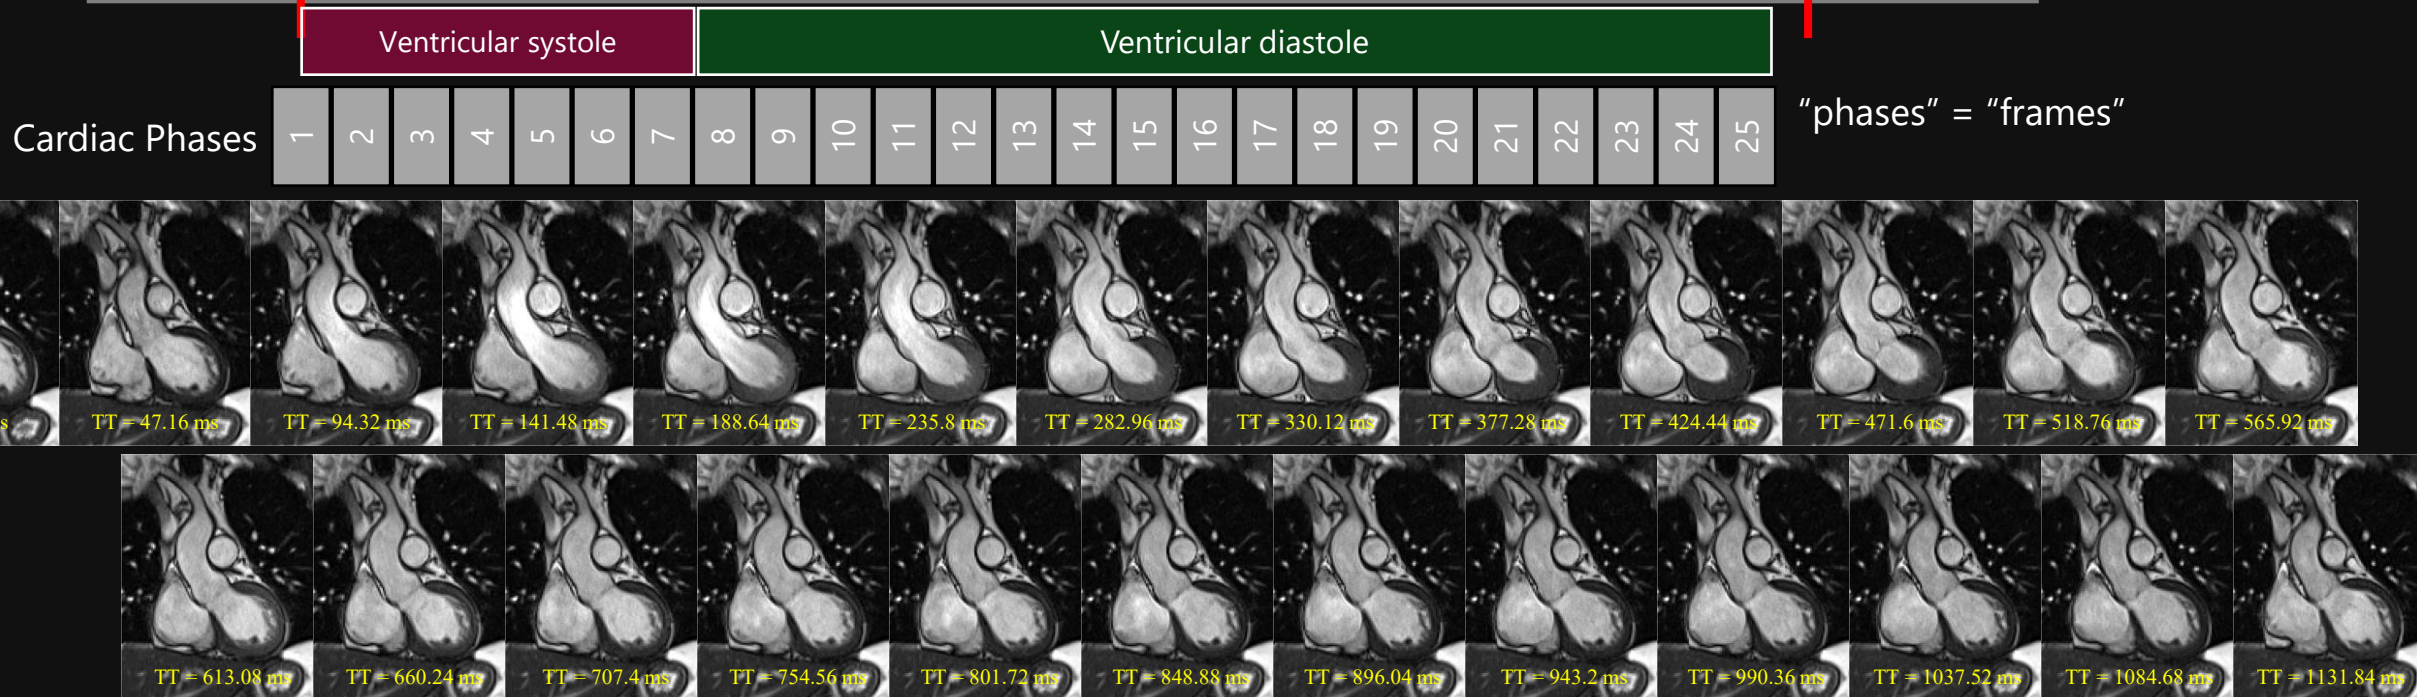 Ventricular systole
Ventricular diastole
Cardiac Phases
1 2 3 4 5 6 7 8 9 10 11 12 13 14 15 16 17 18 19 20 21 22 23 24 25
“phases” = “frames”
s TT = 47.16 ms TT = 94.32 ms TT = 141.48 ms TT = 188.64 ms TT = 235.8 ms TT = 282.96 ms TT = 330.12 ms TT = 377.28 ms TT = 424.44 ms TT = 471.6 ms TT = 518.76 ms TT = 565.92 ms
TT = 613.08 ms TT = 660.24 ms TT = 707.4 ms TT = 754.56 ms TT = 801.72 ms TT = 848.88 ms TT = 896.04 ms TT = 943.2 ms TT = 990.36 ms TT = 1037.52 ms TT = 1084.68 ms TT = 1131.84 ms